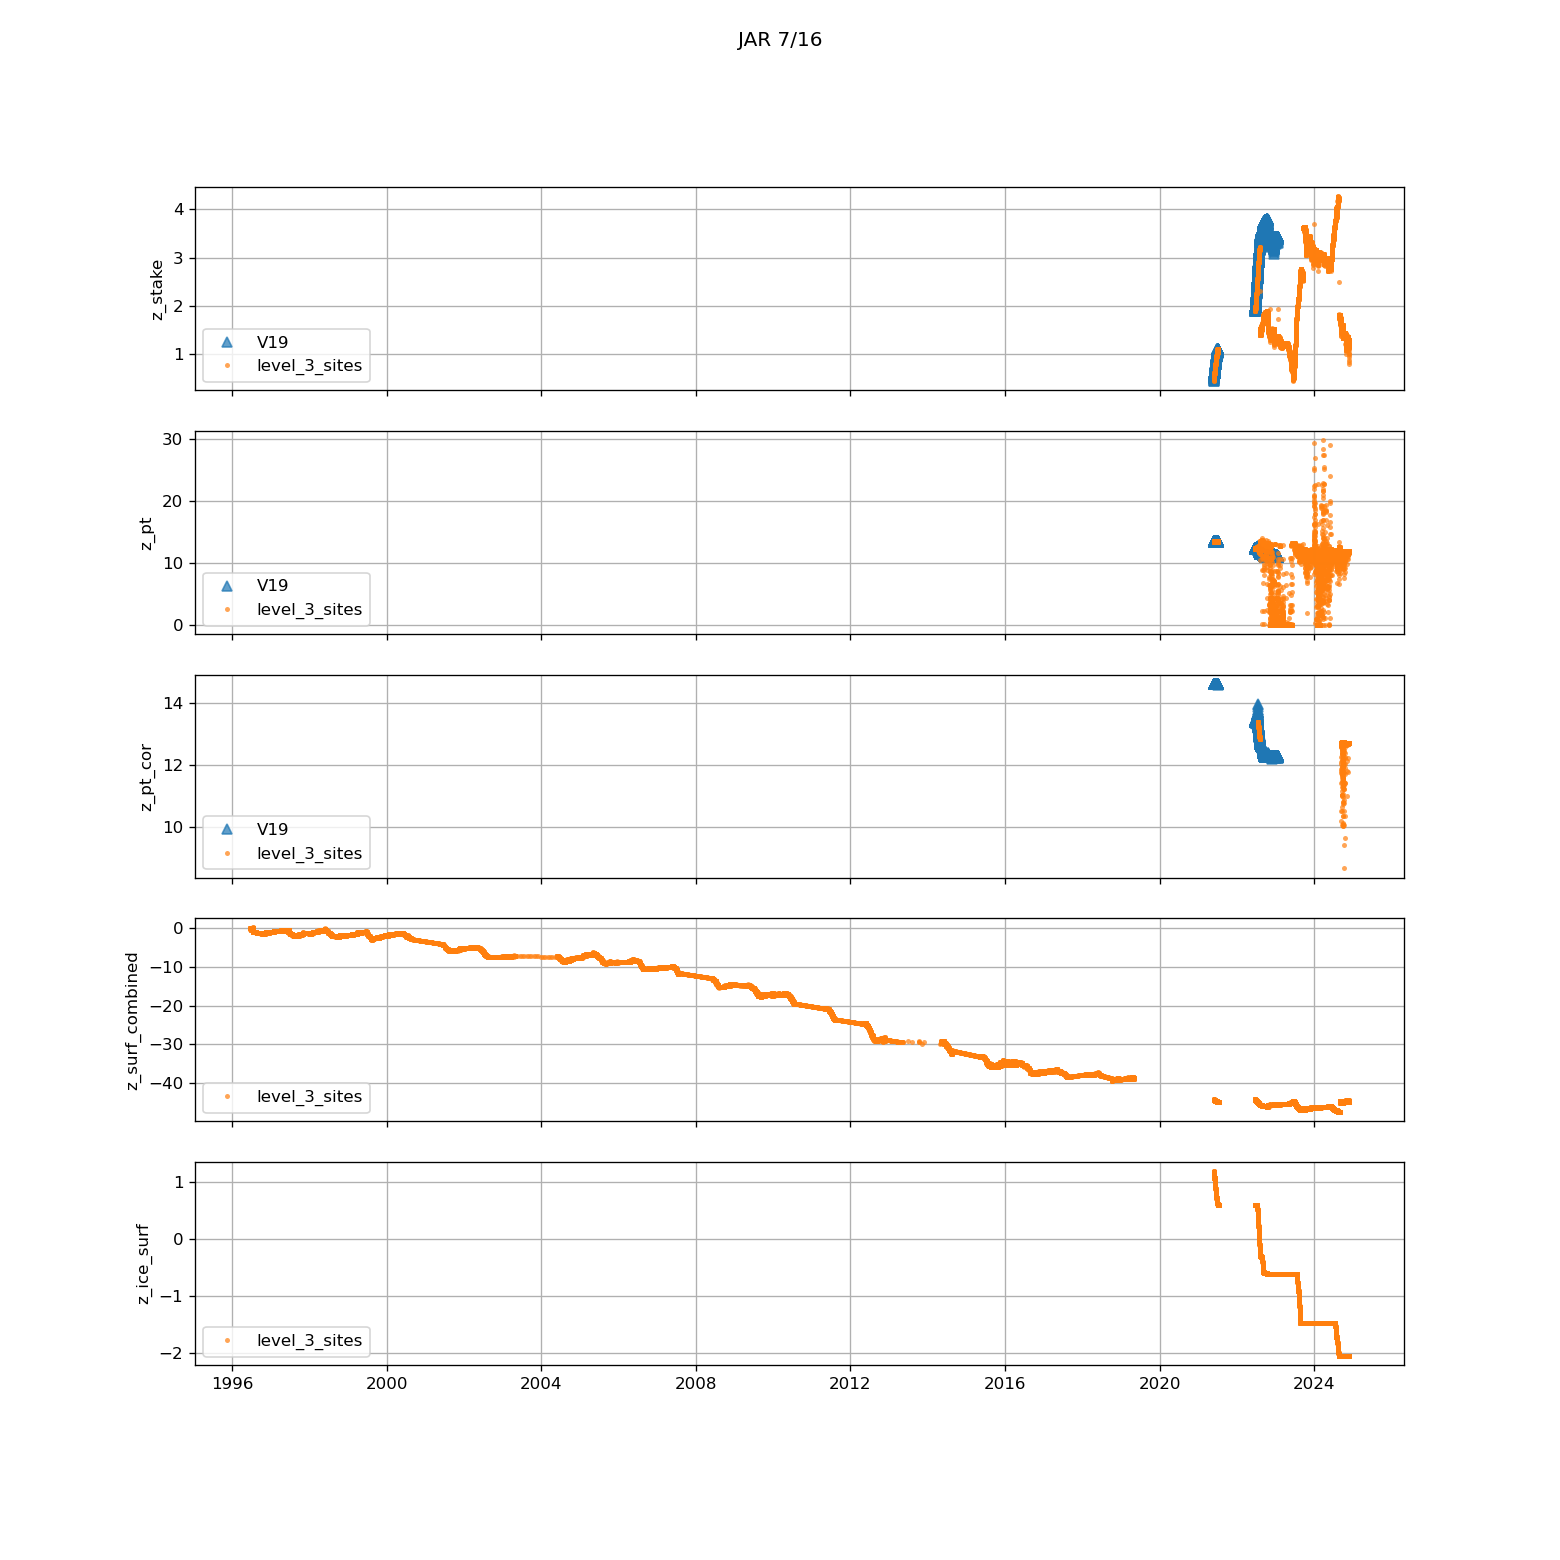 JAR 7/16
4
3
2
1
z_stake
V19
level_3_sites
30
20
10
0
z_pt
V19
level_3_sites
14
12
10
z_pt_cor
V19
level_3_sites
0
−10
−20
−30
−40
z_surf_combined
level_3_sites
1
0
−1
−2
z_ice_surf
level_3_sites
1996 2000 2004 2008 2012 2016 2020 2024